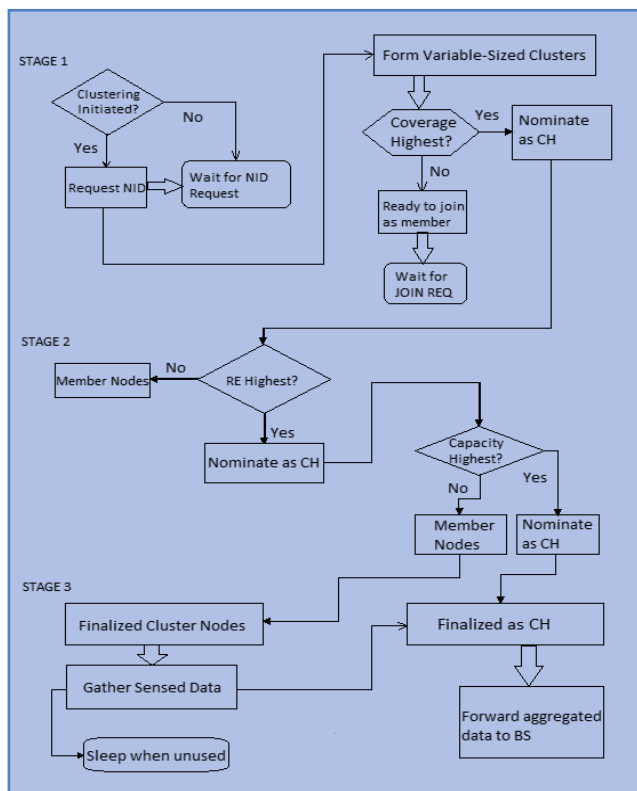 STAGE 1
Form Variable-Sized Clusters
Clustering
Initiated?
No
Yes
Request NID
Wait for NID
Request
Coverage
Highest?
Yes
Nominate
as CH
No
Ready to join
as member
Wait for
JOIN REQ
STAGE 2
Member Nodes
No
RE Highest?
Yes
Nominate as CH
Capacity
Highest?
No
Yes
Member
Nodes
Nominate
as CH
STAGE 3
Finalized Cluster Nodes
Finalized as CH
Gather Sensed Data
Forward aggregated
data to BS
Sleep when unused